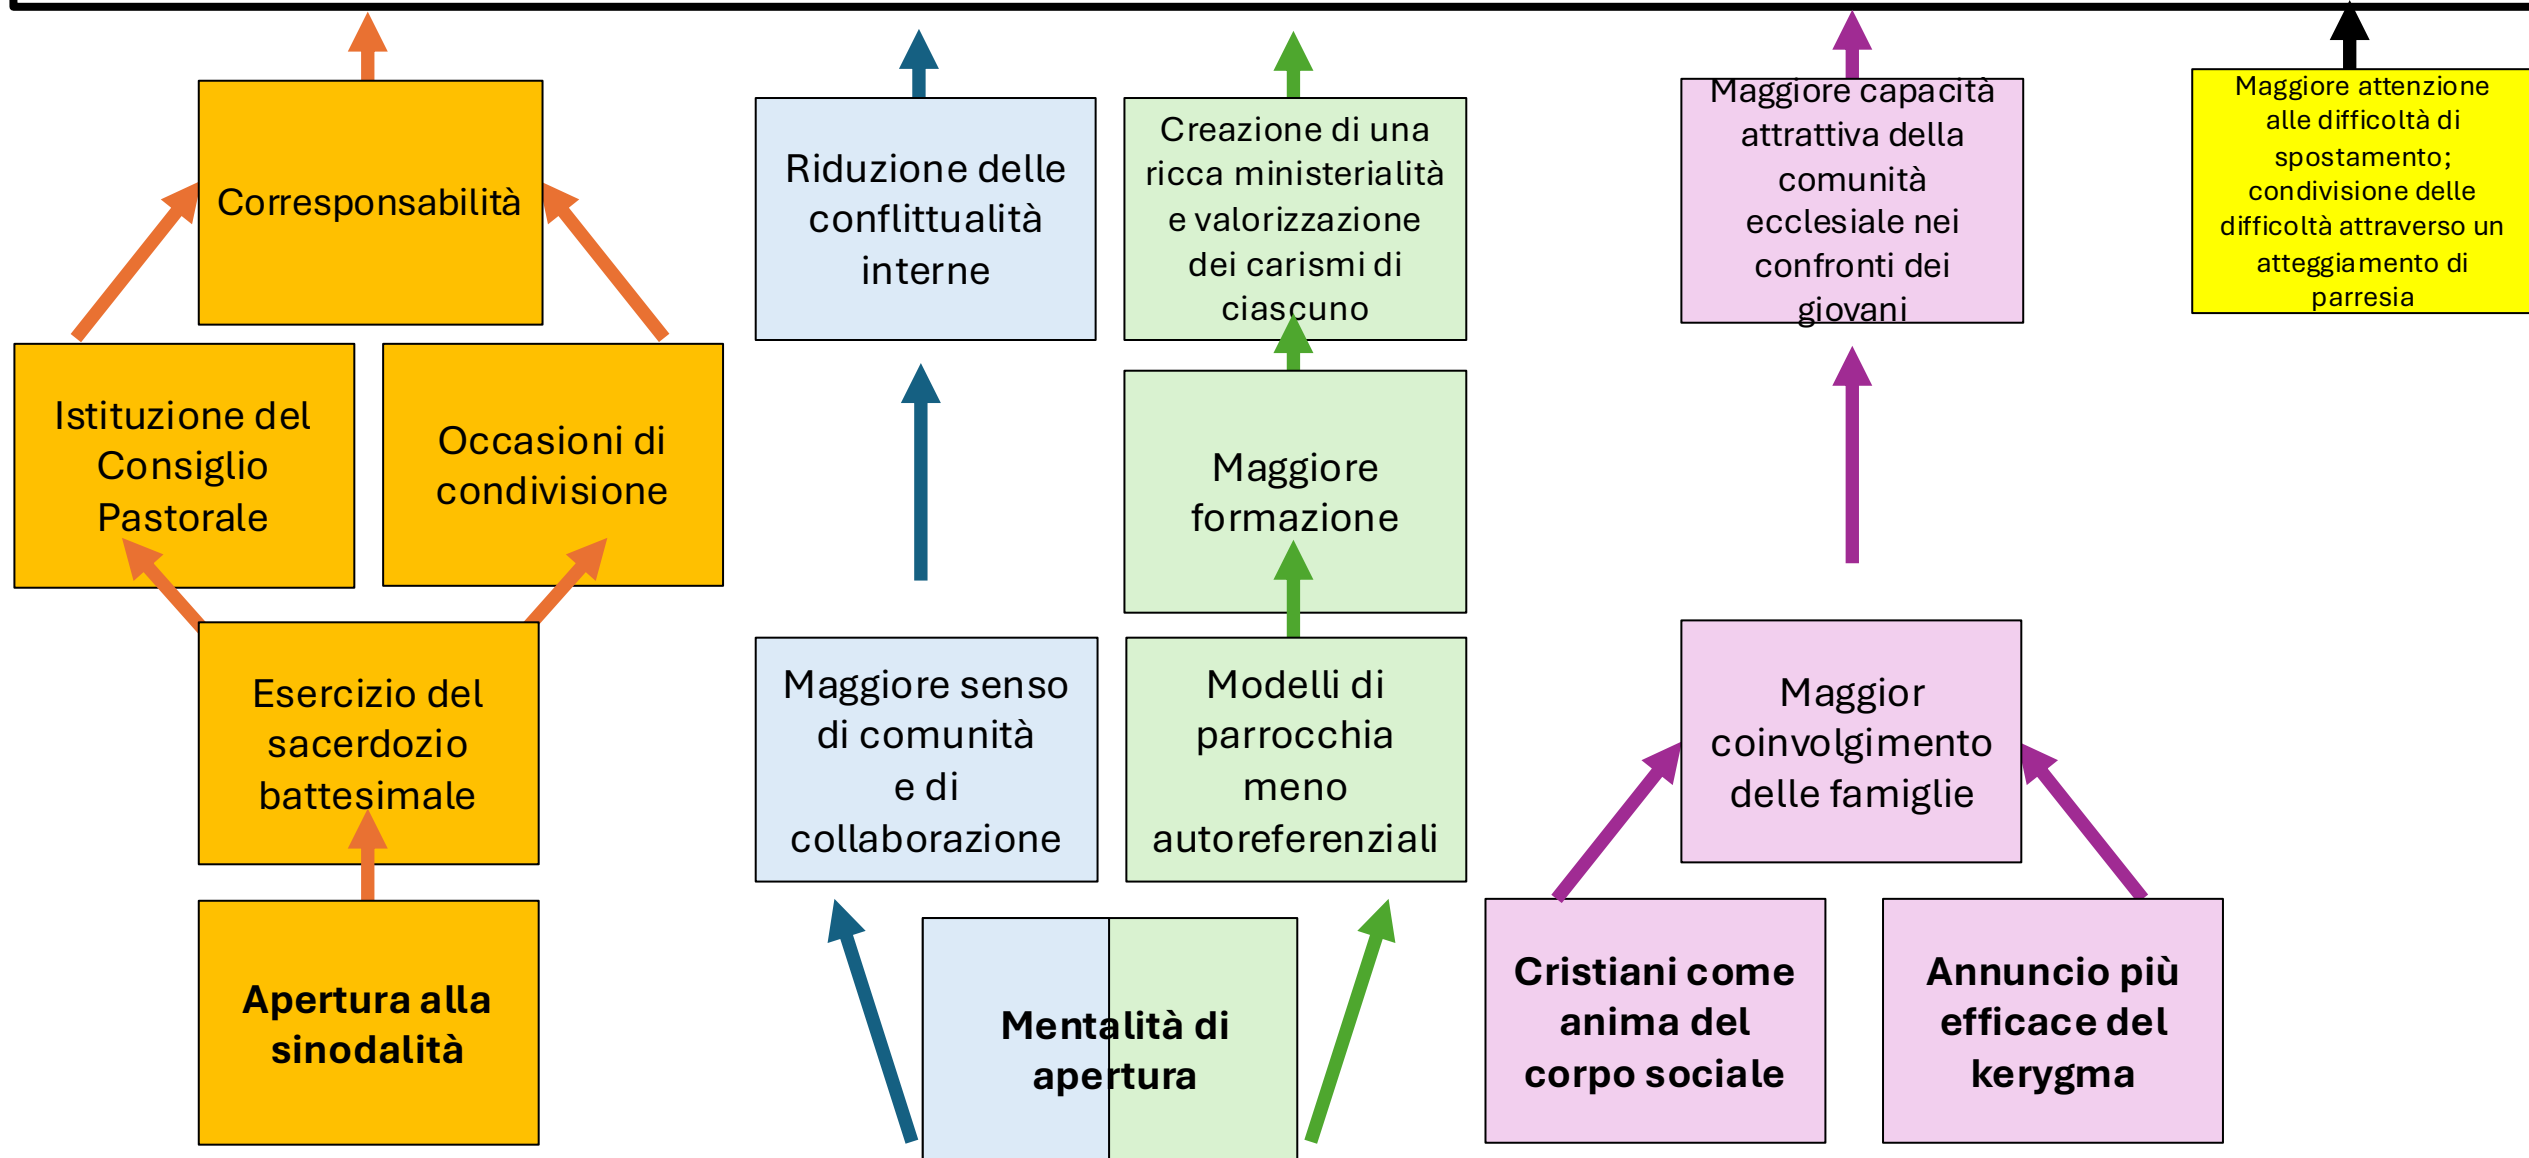 Corresponsabilità
Riduzione delle
conflittualità
interne
Creazione di una
ricca ministerialità
e valorizzazione
dei carismi di
ciascuno
Maggiore capacità
attrattiva della
comunità
ecclesiale nei
confronti dei
giovani
Maggiore attenzione
alle difficoltà di
spostamento;
condivisione delle
difficoltà attraverso un
atteggiamento di
parresia
Istituzione del
Consiglio
Pastorale
Occasioni di
condivisione
Maggiore
formazione
Esercizio del
sacerdozio
battesimale
Maggiore senso
di comunità
e di
collaborazione
Modelli di
parrocchia
meno
autoreferenziali
Maggior
coinvolgimento
delle famiglie
Apertura alla
sinodalità
Mentalità di
apertura
Cristiani come
anima del
corpo sociale
Annuncio più
efficace del
kerygma